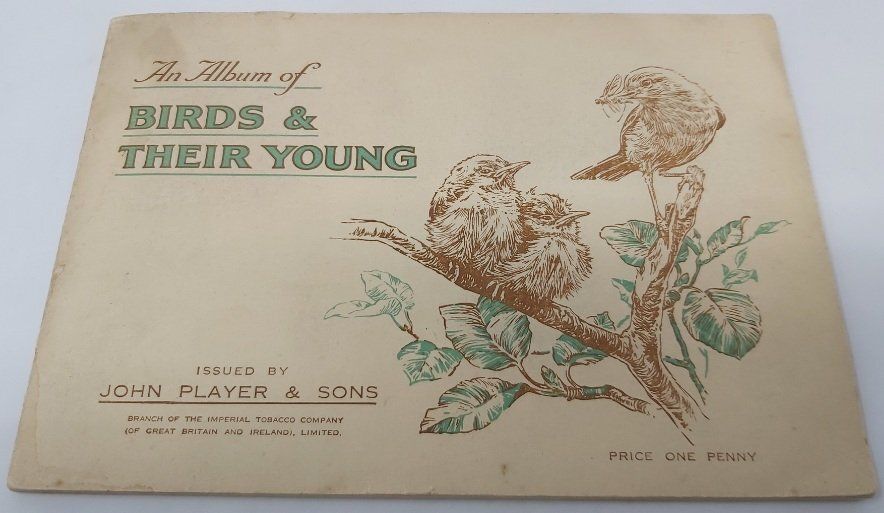 An Album of
BIRDS &
THEIR YOUNG
ISSUED BY
JOHN PLAYER & SONS
BRANCH OF THE IMPERIAL TOBACCO COMPANY
(OF GREAT BRITAIN AND IRELAND), LIMITED.
PRICE ONE PENNY